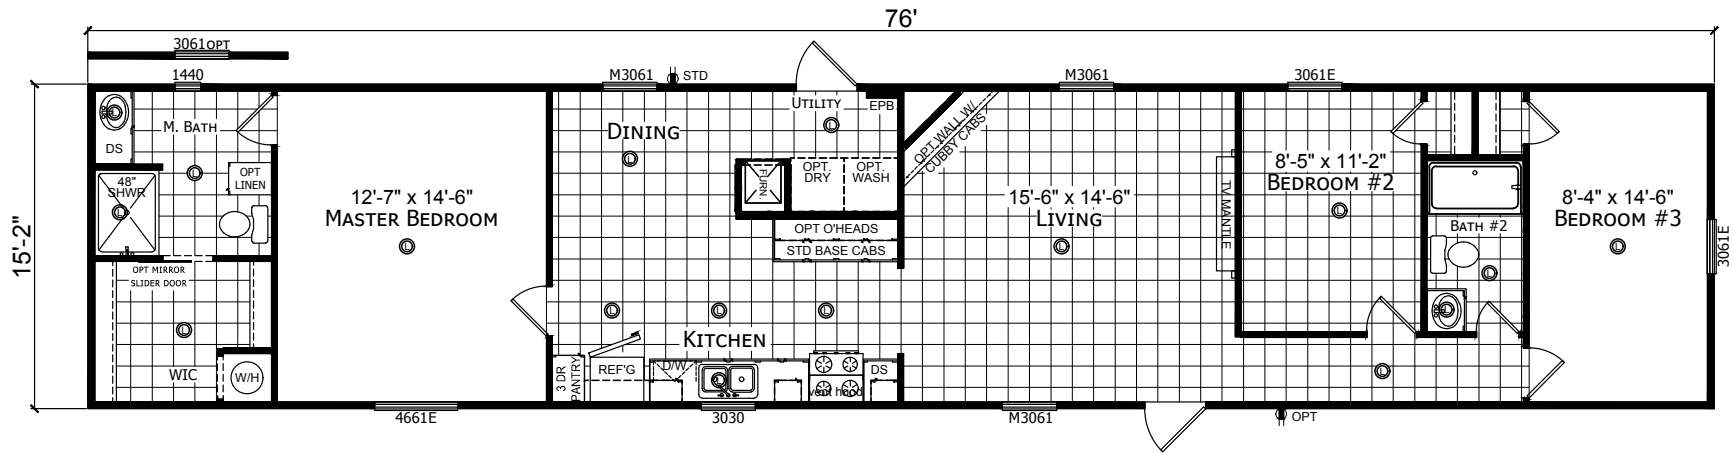 76'
3061OPT
1440
M3061
STD
M3061
3061E
15'-2"
M. BATH
DS
48"
SHWR
OPT
LINEN
OPT MIRROR
SLIDER DOOR
WIC
W/H
12'-7" x 14'-6"
MASTER BEDROOM
DINING
UTILITY
EPB
FURN.
OPT.
DRY
OPT.
WASH
OPT O'HEADS
STD BASE CABS
KITCHEN
3 DR
PANTRY
REF'G
D/W
vent hood
DS
OPT WALL W/
CUBBY CABS
15'-6" x 14'-6"
LIVING
TV MANTLE
8'-5" x 11'-2"
BEDROOM #2
BATH #2
8'-4" x 14'-6"
BEDROOM #3
3061E
4661E
3030
M3061
OPT